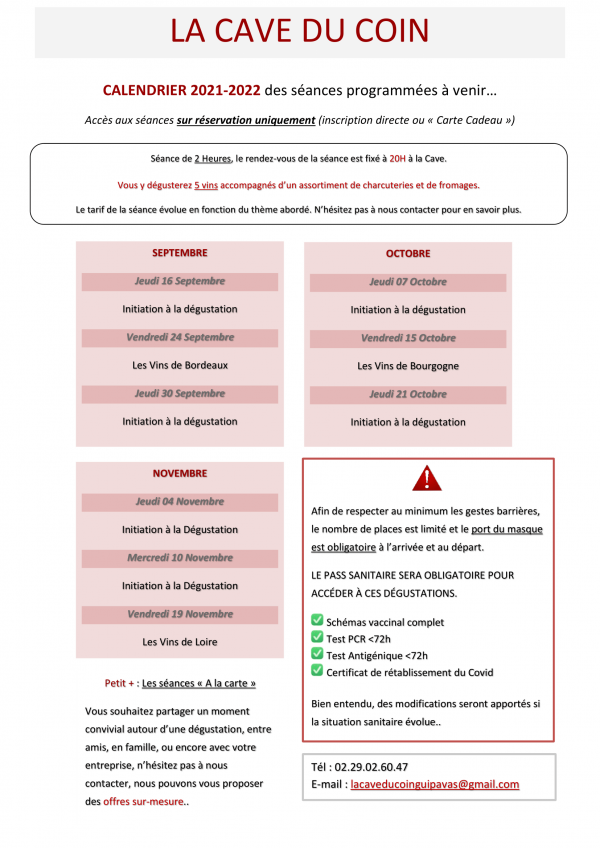 LA CAVE DU COIN
CALENDRIER 2021-2022 des séances programmées à venir…
Accès aux séances sur réservation uniquement (inscription directe ou « Carte Cadeau »)
Séance de 2 Heures, le rendez-vous de la séance est fixé à 20H à la Cave.
Vous y dégusterez 5 vins accompagnés d’un assortiment de charcuteries et de fromages.
Le tarif de la séance évolue en fonction du thème abordé. N’hésitez pas à nous contacter pour en savoir plus.
SEPTEMBRE
Jeudi 16 Septembre
Initiation à la dégustation
Vendredi 24 Septembre
Les Vins de Bordeaux
Jeudi 30 Septembre
Initiation à la dégustation
OCTOBRE
Jeudi 07 Octobre
Initiation à la dégustation
Vendredi 15 Octobre
Les Vins de Bourgogne
Jeudi 21 Octobre
Initiation à la dégustation
NOVEMBRE
Jeudi 04 Novembre
Initiation à la Dégustation
Mercredi 10 Novembre
Initiation à la Dégustation
Vendredi 19 Novembre
Les Vins de Loire
Petit + : Les séances « A la carte »
Vous souhaitez partager un moment
convivial autour d’une dégustation, entre
amis, en famille, ou encore avec votre
entreprise, n’hésitez pas à nous
contacter, nous pouvons vous proposer
des offres sur-mesure..
Afin de respecter au minimum les gestes barrières,
le nombre de places est limité et le port du masque
est obligatoire à l’arrivée et au départ.
LE PASS SANITAIRE SERA OBLIGATOIRE POUR
ACCÉDER À CES DÉGUSTATIONS.
Schémas vaccinal complet
Test PCR <72h
Test Antigénique <72h
Certificat de rétablissement du Covid
Bien entendu, des modifications seront apportés si
la situation sanitaire évolue..
Tél : 02.29.02.60.47
E-mail : lacaveducoinguipavas@gmail.com